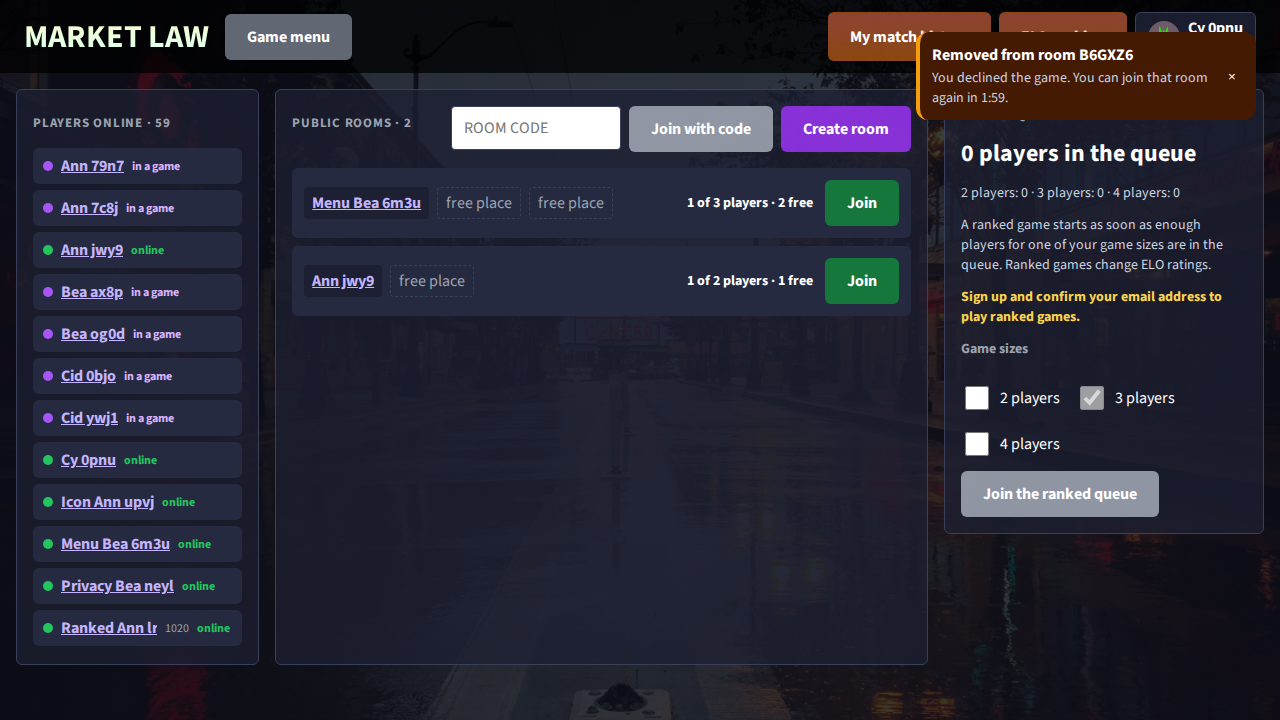 MARKET LAW
Game menu
My match
Cy 0pnu
Removed from room B6GXZ6
You declined the game. You can join that room
again in 1:59.
×
PLAYERS ONLINE · 59
Ann 79n7 in a game
Ann 7c8j in a game
Ann jwy9 online
Bea ax8p in a game
Bea og0d in a game
Cid 0bjo in a game
Cid ywj1 in a game
Cy 0pnu online
Icon Ann upvj online
Menu Bea 6m3u online
Privacy Bea neyl online
Ranked Ann lr 1020 online
PUBLIC ROOMS · 2
ROOM CODE
Join with code
Create room
Menu Bea 6m3u free place free place 1 of 3 players · 2 free Join
Ann jwy9 free place 1 of 2 players · 1 free Join
0 players in the queue
2 players: 0 · 3 players: 0 · 4 players: 0
A ranked game starts as soon as enough
players for one of your game sizes are in the
queue. Ranked games change ELO ratings.
Sign up and confirm your email address to
play ranked games.
Game sizes
2 players 3 players
4 players
Join the ranked queue